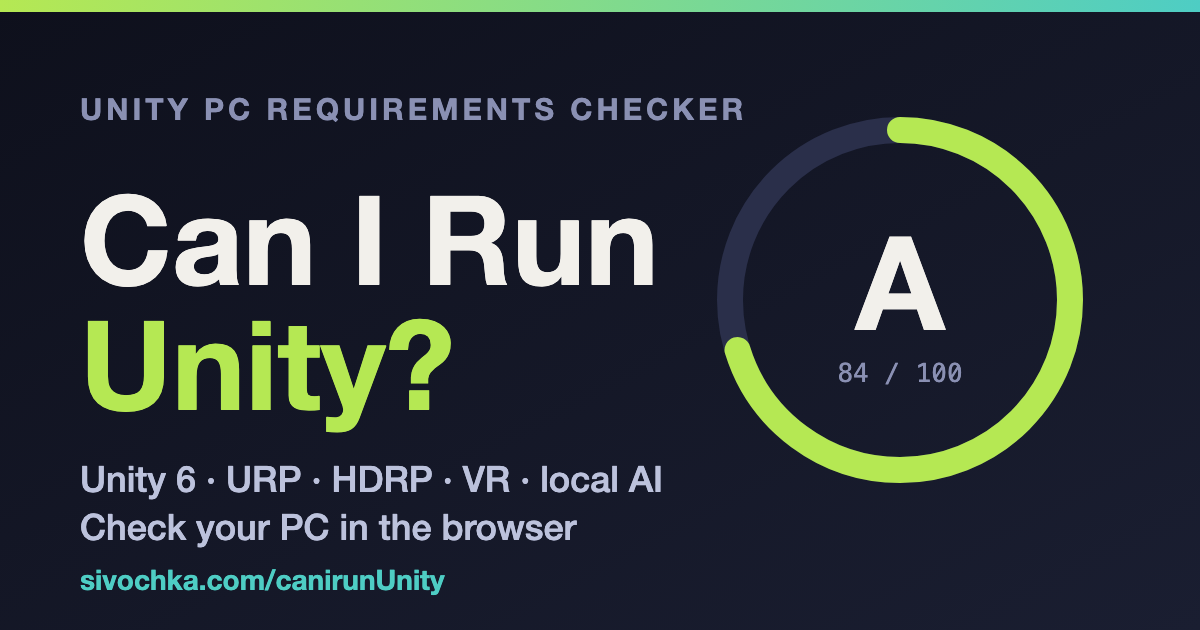 UNITY PC REQUIREMENTS CHECKER
Can I Run
Unity?
A
84 / 100
Unity 6 · URP · HDRP · VR · local AI
Check your PC in the browser
sivochka.com/canirunUnity